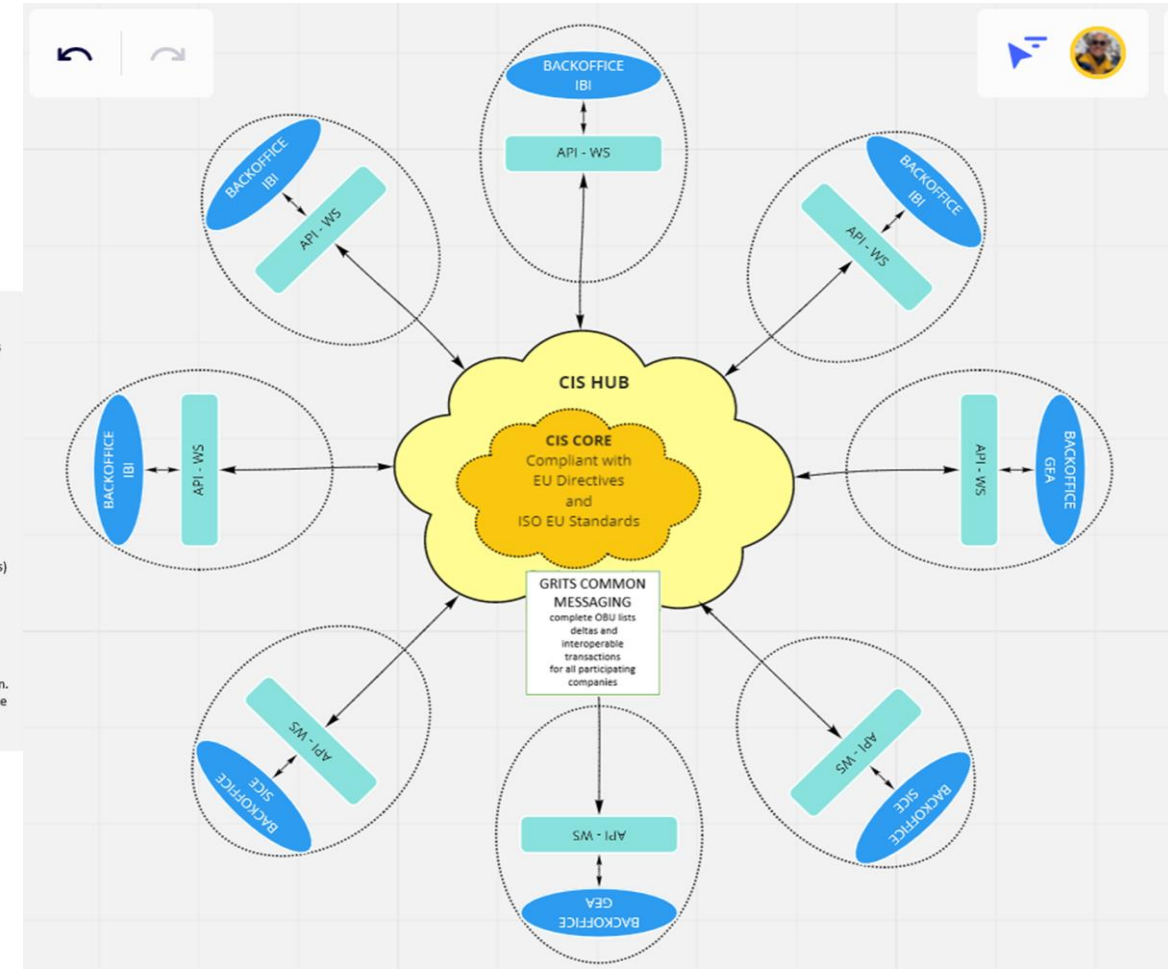 BACKOFFICE
IBI
API - WS
BACKOFFICE
IBI
API - WS
BACKOFFICE
IBI
API - WS
CIS HUB
CIS CORE
Compliant with
EU Directives
and
ISO EU Standards
BACKOFFICE
IBI
API - WS
API - WS
BACKOFFICE
GEA
s)
GRITS COMMON
MESSAGING
complete OBU lists
deltas and
interoperable
transactions
for all participating
companies
n.
e
API - WS
BACKOFFICE
SICE
API - WS
BACKOFFICE
SICE
API - WS
BACKOFFICE
GEA